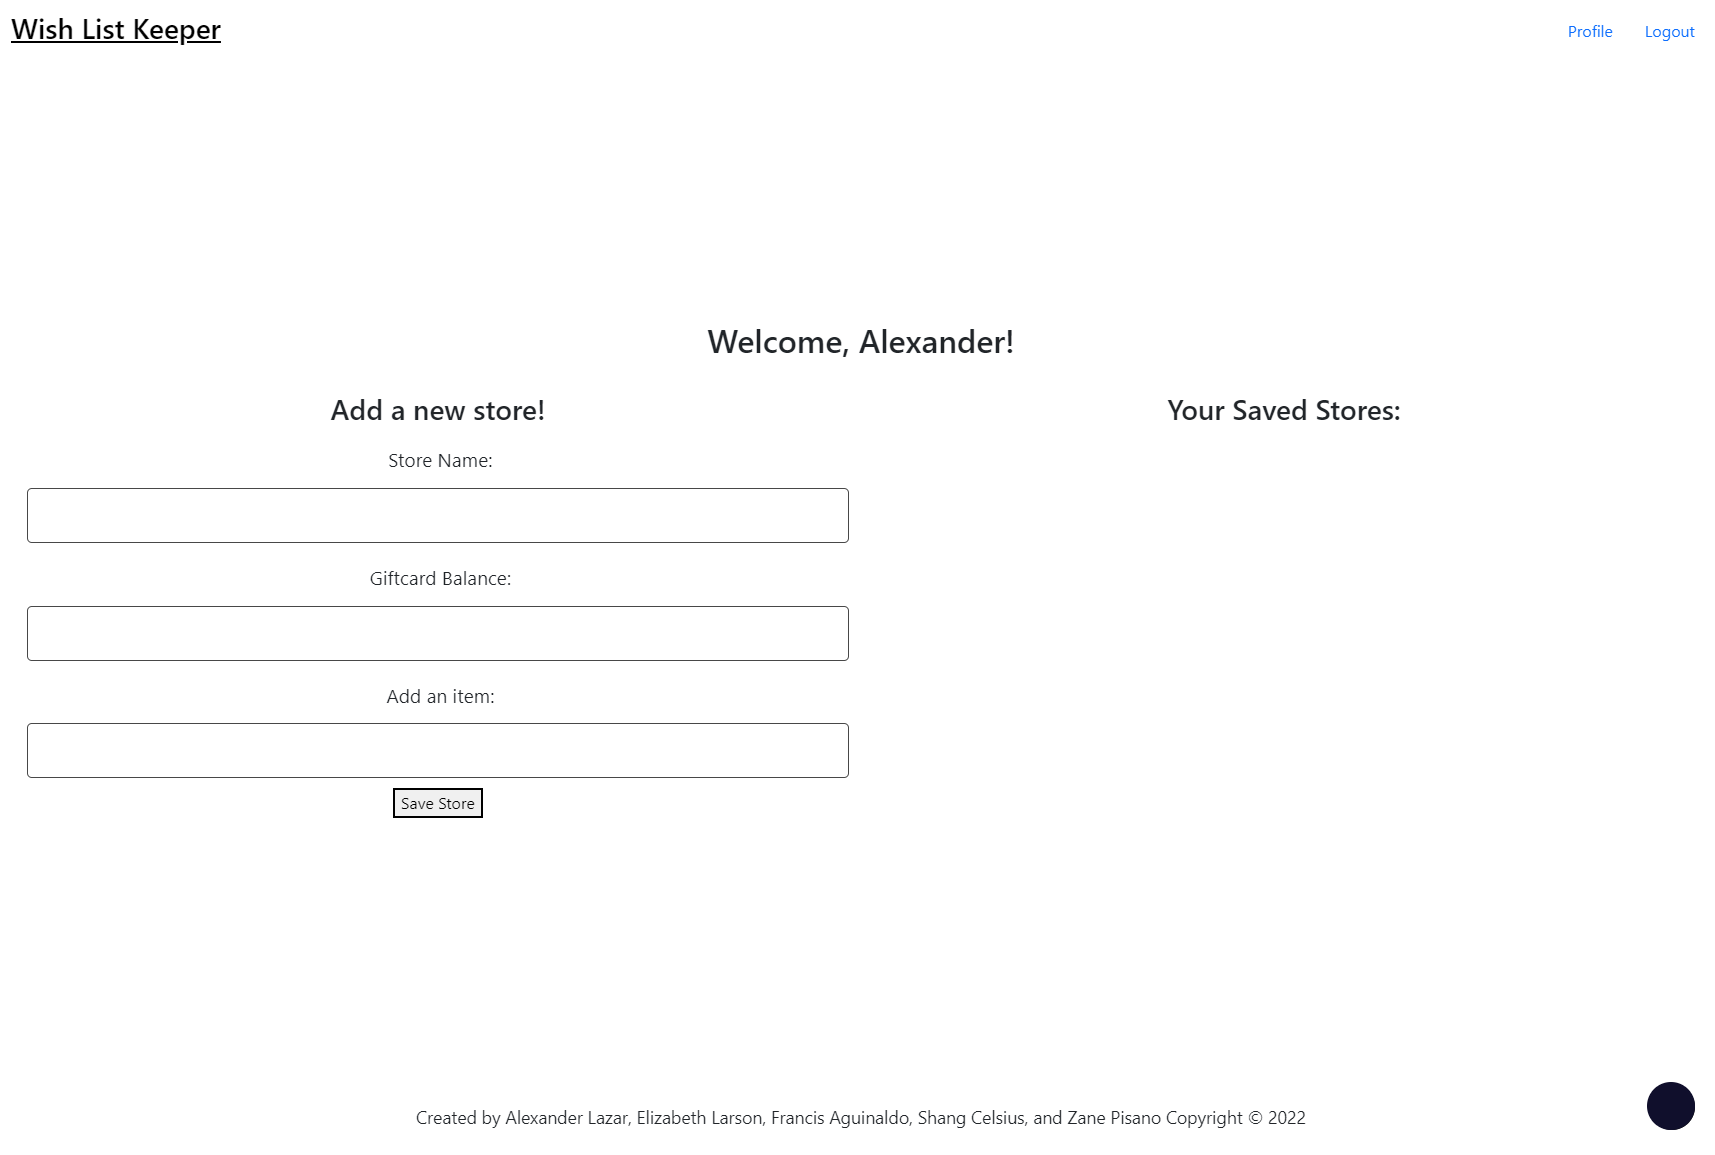 Wish List Keeper
Profile
Logout
Welcome, Alexander!
Add a new store!
Store Name:
Giftcard Balance:
Add an item:
Save Store
Your Saved Stores:
Created by Alexander Lazar, Elizabeth Larson, Francis Aguinaldo, Shang Celsius, and Zane Pisano Copyright © 2022